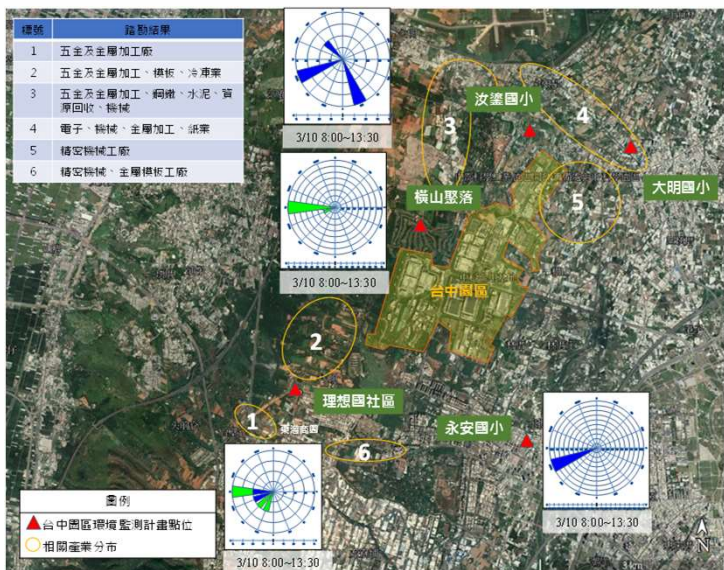 標號 踏勘結果
1 五金及金屬加工廠
2 五金及金屬加工、模板、冷凍業
3 五金及金屬加工、鋼鐵、水泥、資
源回收、機械
4 電子、機械、金屬加工、紙業
5 精密機械工廠
6 精密機械、金屬模板工廠
3/10 8:00~13:30
汝鎏國小
4
3
大明國小
橫山聚落
5
3/10 8:00~13:30
台中園區
2
理想國社區
1
6
永安國小
3/10 8:00~13:30
3/10 8:00~13:30
圖例
台中園區環境監測計畫點位
相關產業分布
N